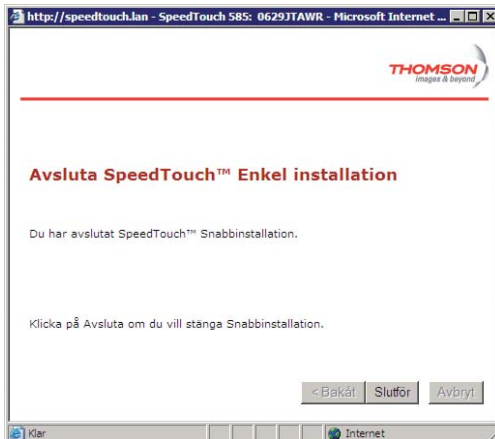 http://speedtouch.lan - SpeedTouch 585: 0629JTAWR - Microsoft Internet ...
THOMSON
images & beyond
Avsluta SpeedTouch™ Enkel installation
Du har avslutat SpeedTouch™ Snabbinstallation.
Klicka på Avsluta om du vill stänga Snabbinstallation.
< Bakåt Slutför Avbryt
Klar Internet